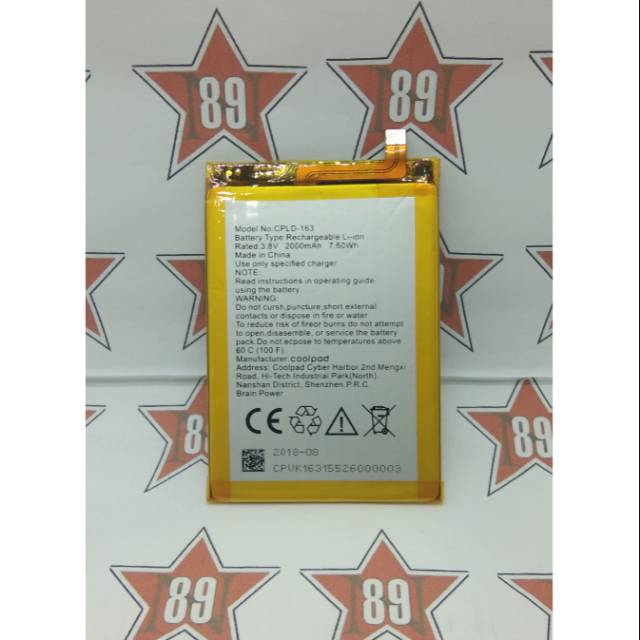 89
89
Model No:CPLD-163
Battery Type:Rechargeable Li-ion
Rated:3.8V 2000mAh 7.60Wh
Made in China
Use only specified charger.
NOTE:
Read instructions in operating guide
using the battery.
WARNING:
Do not cursh,puncture,short external
contacts or dispose in fire or water
To reduce risk of fireor burns.do not attempt
to open,disasemble, or service the battery
pack.Do not ecpose to temperatures above
60 C (100 F).
Manufacturer:coolpad
Address: Coolpad Cyber Harbor.2nd Mengxi
Road, Hi-Tech Industrial Park(North).
Nanshan District, Shenzhen.P.R.C.
Brain Power
CE
2018-08
CPVK16315526000003
89
89
89
89
89
89